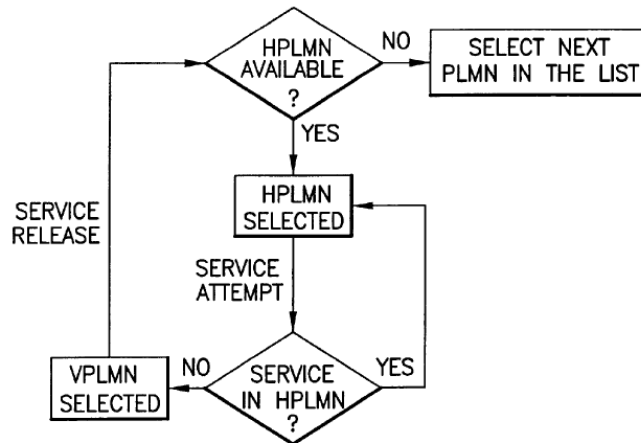 HPLMN
AVAILABLE
?
NO
SELECT NEXT
PLMN IN THE LIST
YES
HPLMN
SELECTED
SERVICE
RELEASE
SERVICE
ATTEMPT
VPLMN
SELECTED
NO
SERVICE
IN HPLMN
?
YES